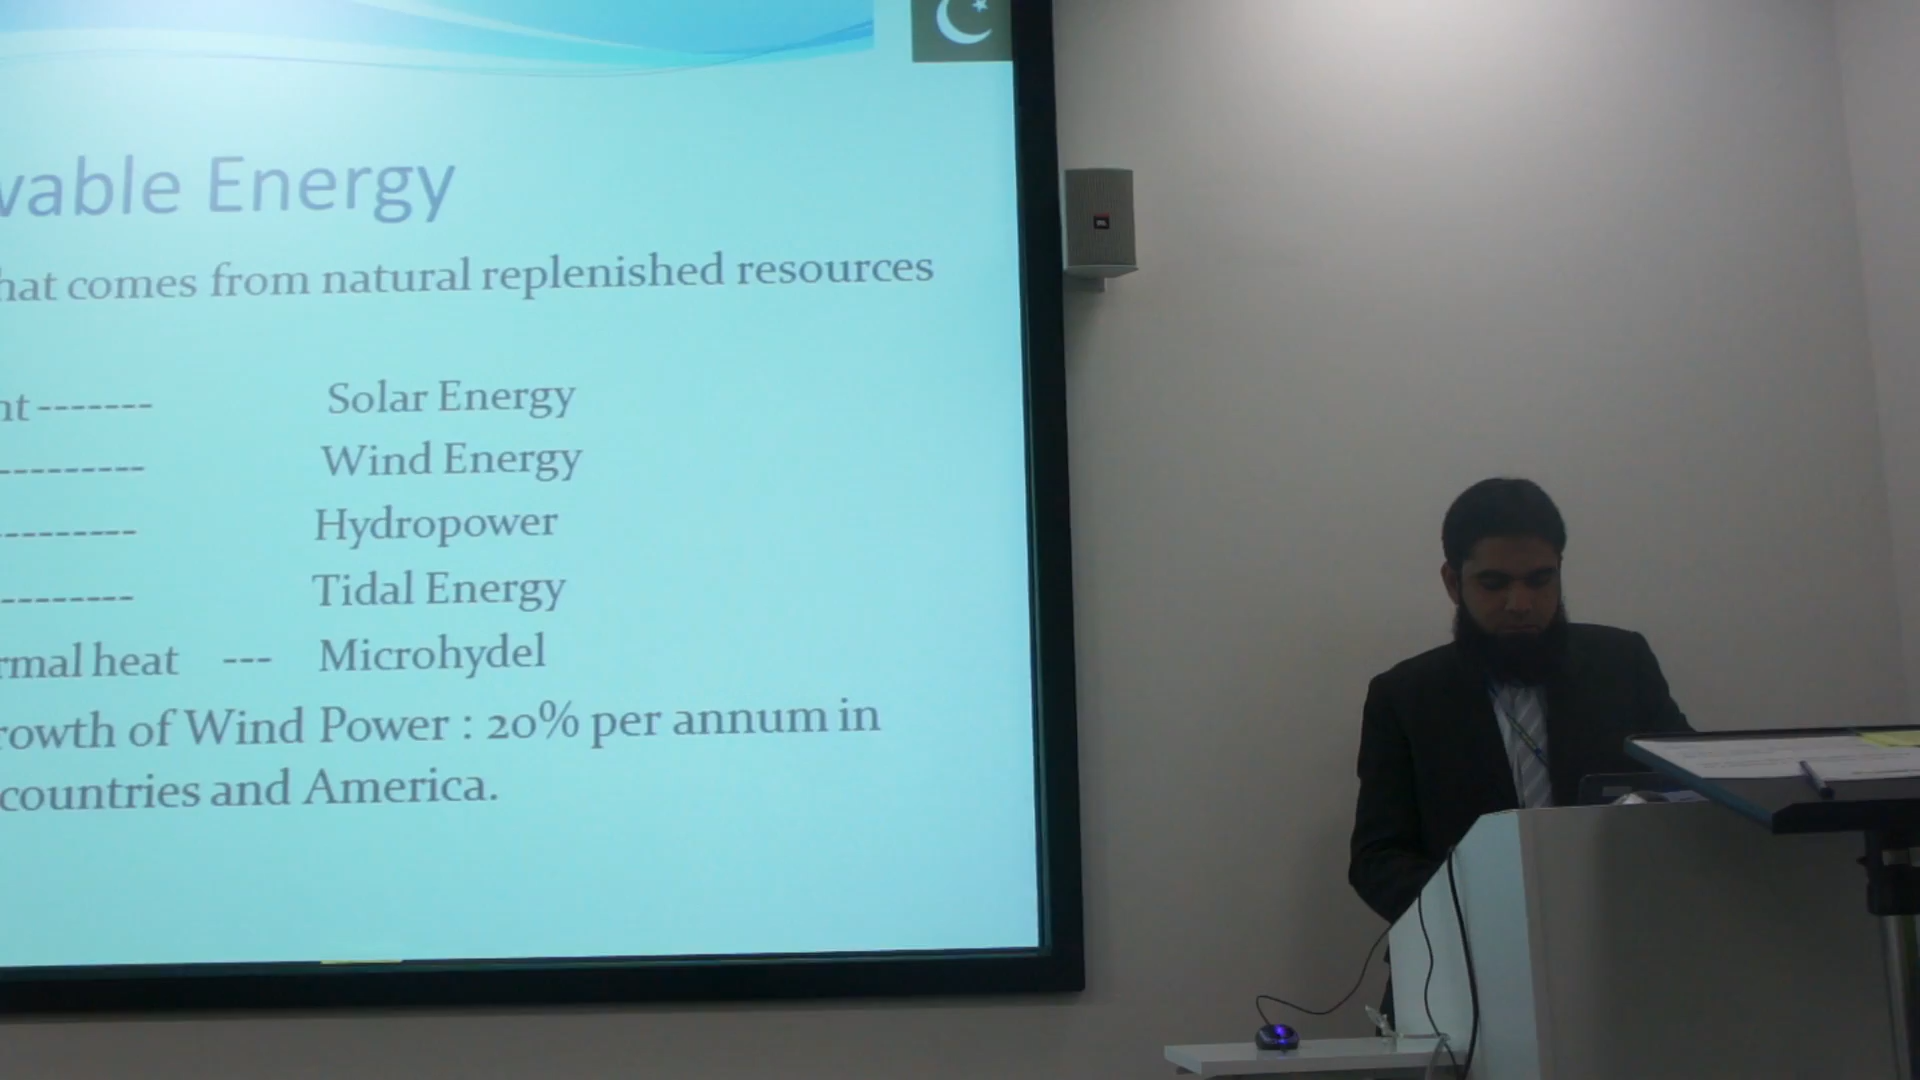 vable Energy
hat comes from natural replenished resources
nt ------- Solar Energy
--------- Wind Energy
--------- Hydropower
--------- Tidal Energy
rmal heat --- Microhydel
rowth of Wind Power : 20% per annum in
countries and America.